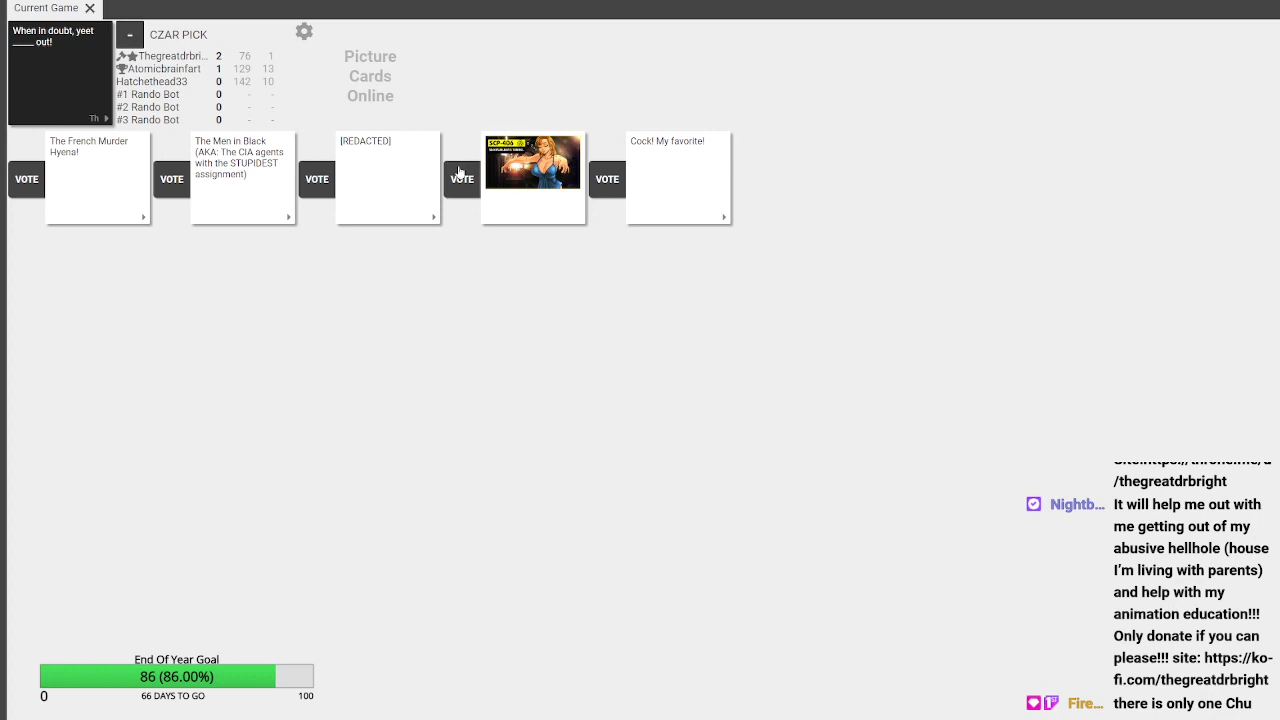 Current Game
When in doubt, yeet
____ out!
Th
-
CZAR PICK
Thegreatdrbri... 2 76 1
Atomicbrainfart 1 129 13
Hatchethead33 0 142 10
#1 Rando Bot 0 - -
#2 Rando Bot 0 - -
#3 Rando Bot 0 - -
Picture
Cards
Online
VOTE
The French Murder
Hyena!
VOTE
The Men in Black
(AKA: The CIA agents
with the STUPIDEST
assignment)
VOTE
[REDACTED]
VOTE
VOTE
Cock! My favorite!
/thegreatdrbright
Nightb... It will help me out with
me getting out of my
abusive hellhole (house
I'm living with parents)
and help with my
animation education!!!
Only donate if you can
please!!! site: https://ko-
fi.com/thegreatdrbright
Fire... there is only one Chu
End Of Year Goal
86 (86.00%)
0 66 DAYS TO GO 100